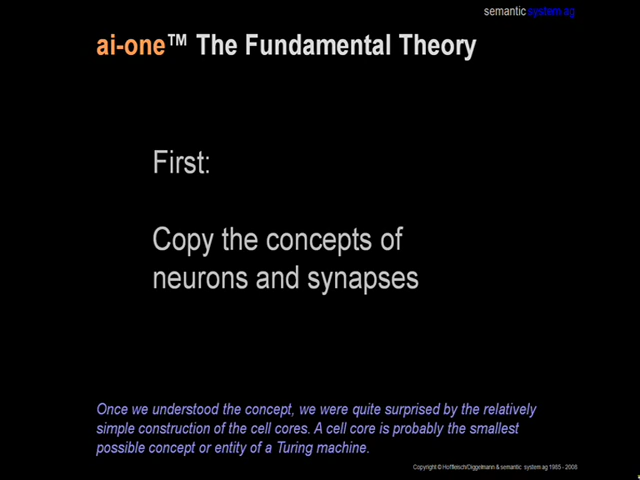 semantic system ag
ai-one™ The Fundamental Theory
First:
Copy the concepts of
neurons and synapses
Once we understood the concept, we were quite surprised by the relatively
simple construction of the cell cores. A cell core is probably the smallest
possible concept or entity of a Turing machine.
Copyright © Hoffleisch/Diggelmann & semantic system ag 1985 - 2008